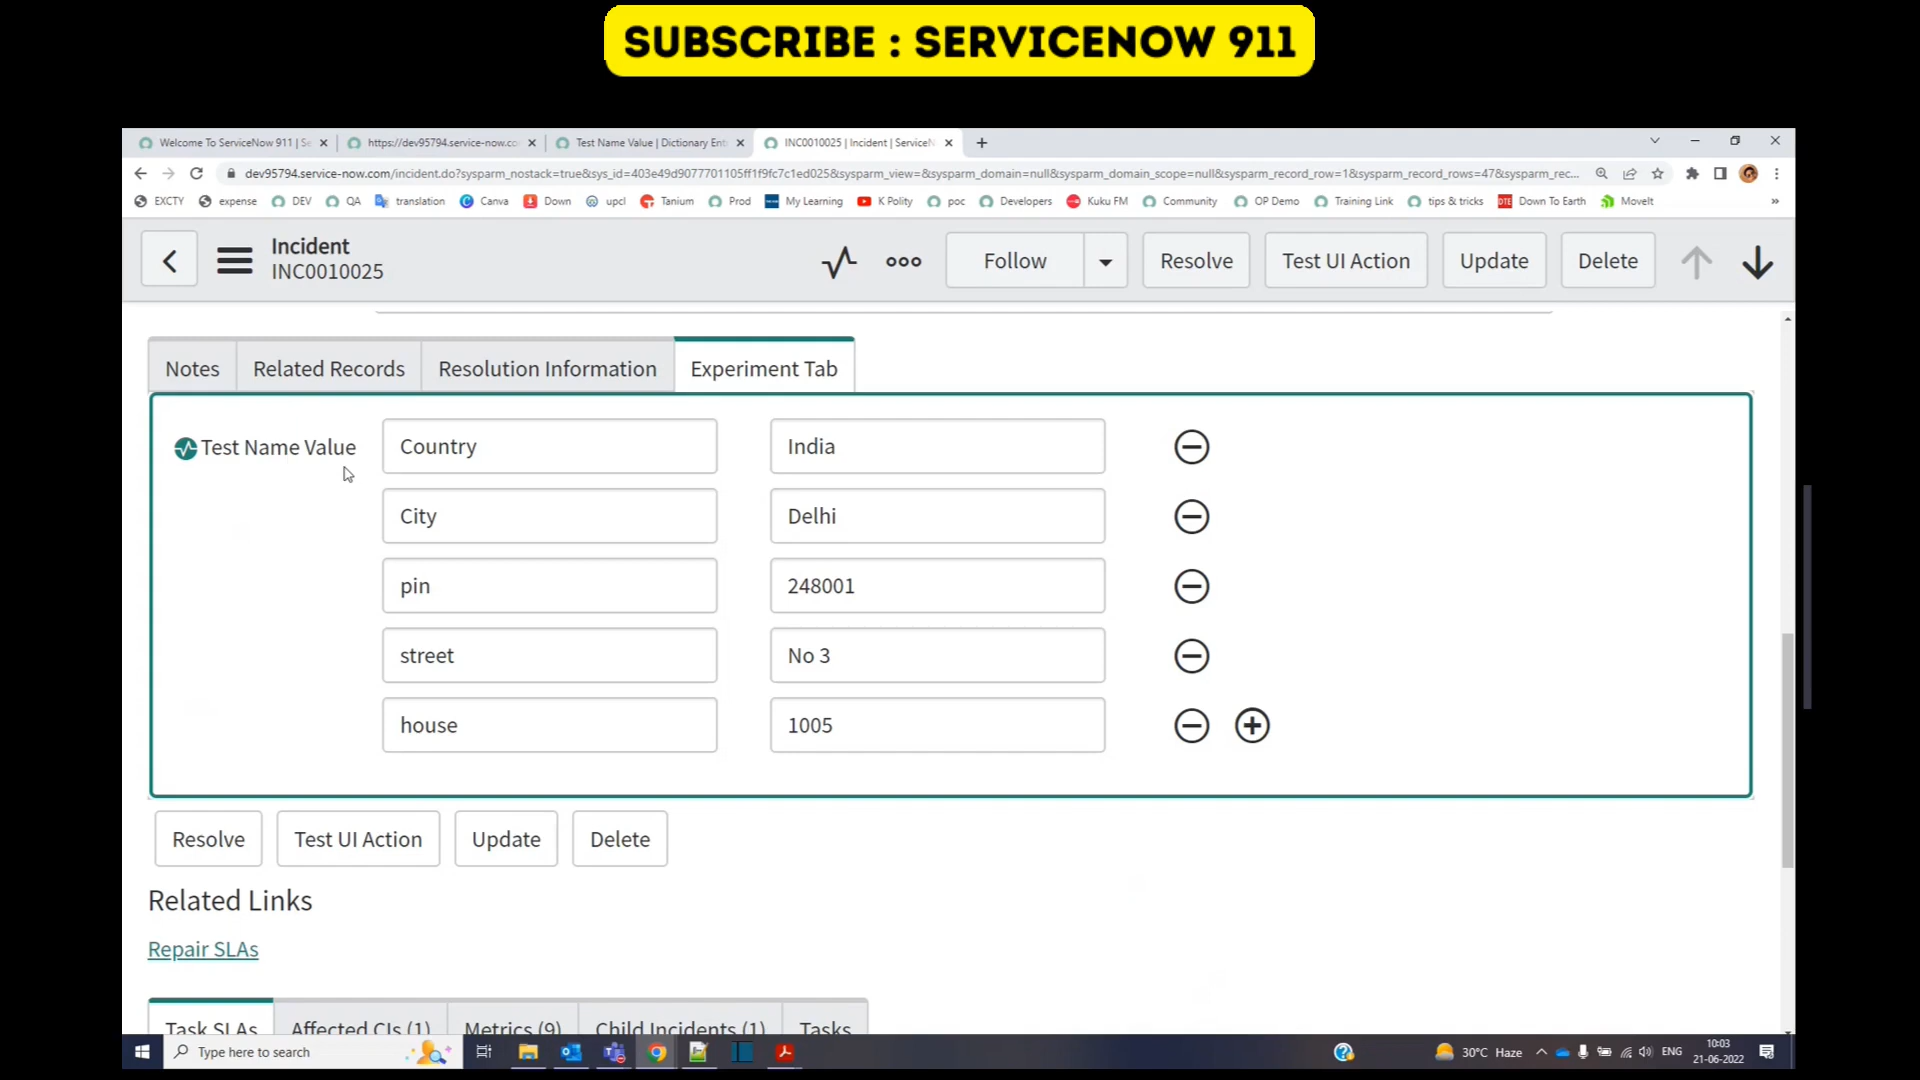 SUBSCRIBE : SERVICENOW 911
Welcome To ServiceNow 911 | Se
https://dev95794.service-now.co
Test Name Value | Dictionary Ent
INC0010025 | Incident | ServiceN
dev95794.service-now.com/incident.do?sysparm_nostack=true&sys_id=403e49d9077701105ff1f9fc7c1ed025&sysparm_view=&sysparm_domain=null&sysparm_domain_scope=null&sysparm_record_row=1&sysparm_record_rows=47&sysparm_rec...
EXCTY expense DEV QA translation Canva Down upcl Tanium Prod My Learning K Polity poc Developers Kuku FM Community OP Demo Training Link tips & tricks DTE Down To Earth MoveIt »
Incident
INC0010025
Follow Resolve Test UI Action Update Delete
Notes Related Records Resolution Information Experiment Tab
Test Name Value Country India
City Delhi
pin 248001
street No 3
house 1005
Resolve Test UI Action Update Delete
Related Links
Repair SLAs
Task SLAs Affected CIs (1) Metrics (9) Child Incidents (1) Tasks
Type here to search
30°C Haze
ENG
10:03
21-06-2022